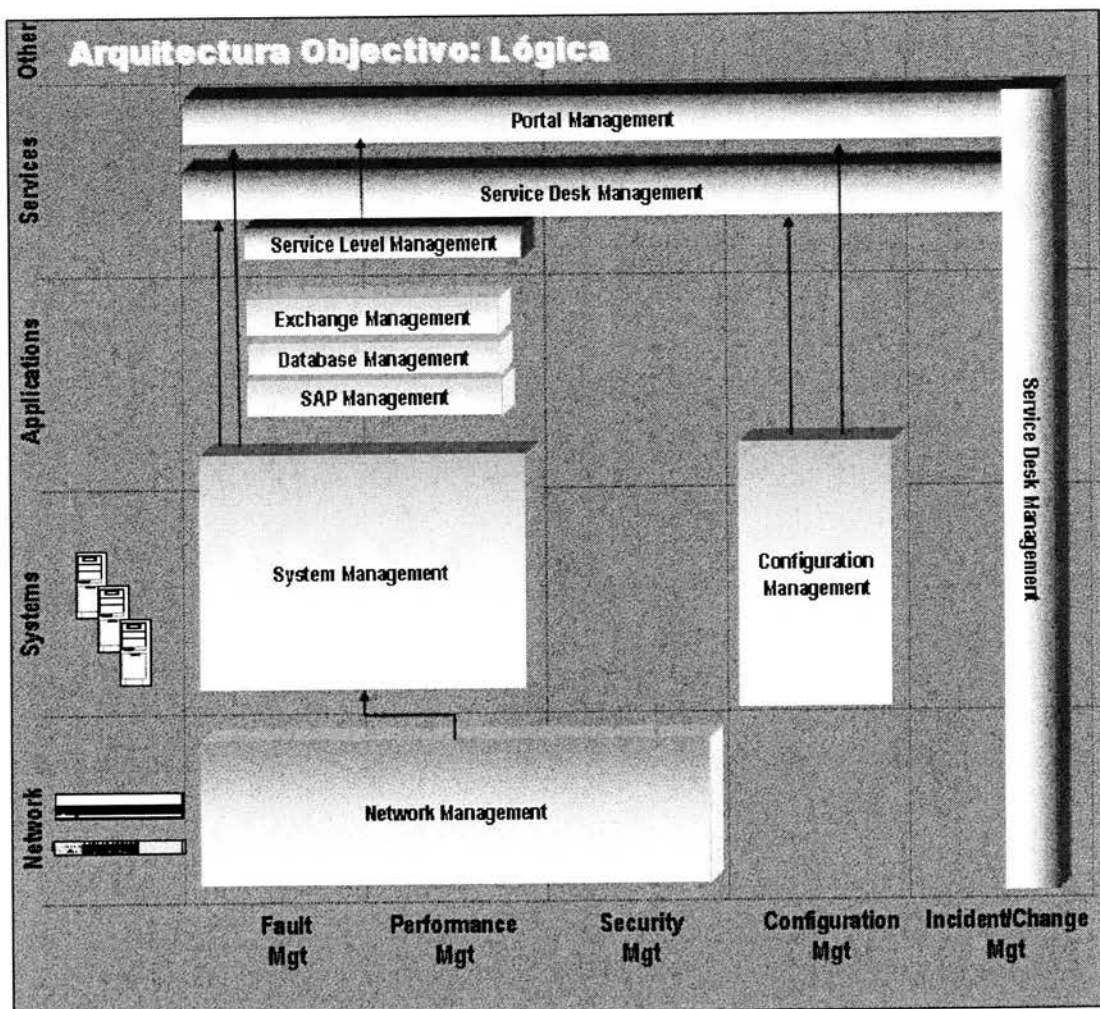 Arquitectura Objectivo: Lógica
Other
Services
Applications
Systems
Network
Portal Management
Service Desk Management
Service Level Management
Exchange Management
Database Management
SAP Management
System Management
Configuration
Management
Network Management
Service Desk Management
Fault
Mgt
Performance
Mgt
Security
Mgt
Configuration
Mgt
Incident/Change
Mgt